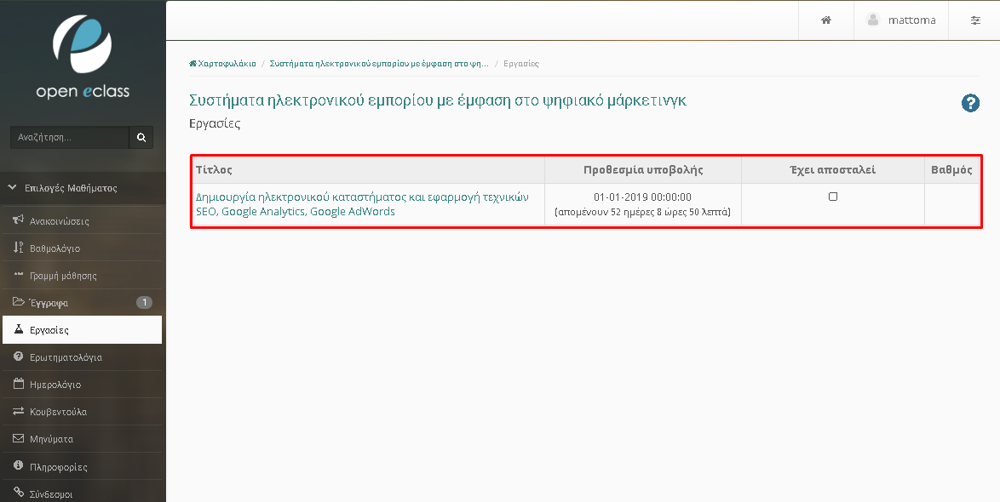 open eclass
Αναζήτηση...
Επιλογές Μαθήματος
Ανακοινώσεις
Βαθμολόγιο
Γραμμή μάθησης
Έγγραφα 1
Εργασίες
Ερωτηματολόγια
Ημερολόγιο
Κουβεντούλα
Μηνύματα
Πληροφορίες
Σύνδεσμοι
mattoma
Χαρτοφυλάκιο / Συστήματα ηλεκτρονικού εμπορίου με έμφαση στο ψη... / Εργασίες
Συστήματα ηλεκτρονικού εμπορίου με έμφαση στο ψηφιακό μάρκετινγκ
Εργασίες
Τίτλος Προθεσμία υποβολής Έχει αποσταλεί Βαθμός
Δημιουργία ηλεκτρονικού καταστήματος και εφαρμογή τεχνικών 01-01-2019 00:00:00
SEO, Google Analytics, Google AdWords (απομένουν 52 ημέρες 8 ώρες 50 λεπτά)